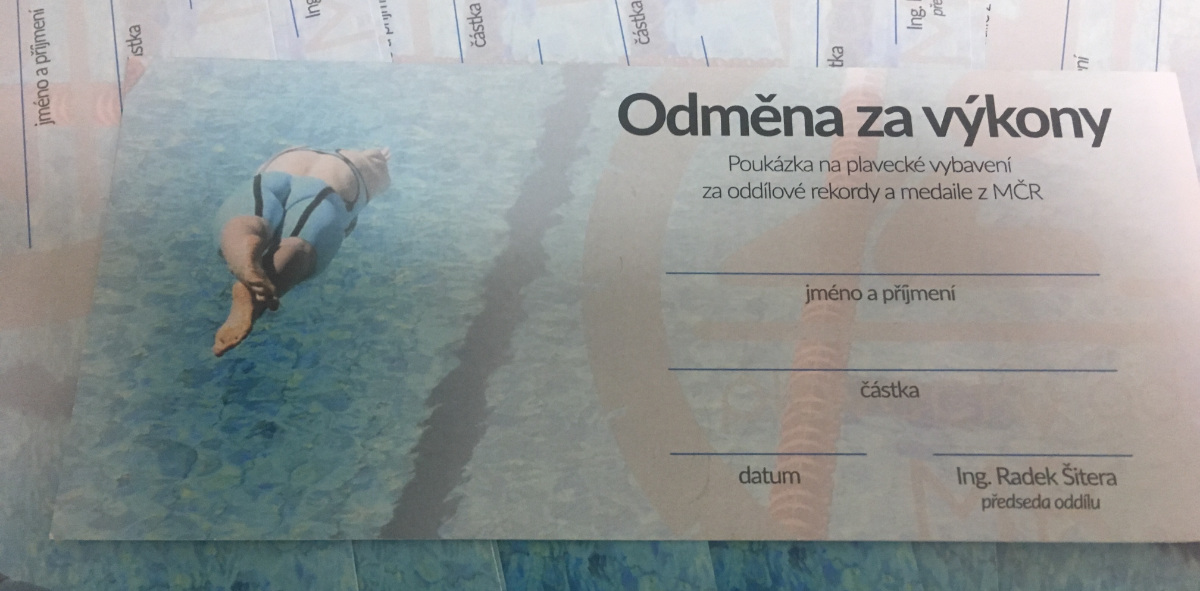 jméno a příjmení
částka
částka
Odměna za výkony
Poukázka na plavecké vybavení
za oddílové rekordy a medaile z MČR
jméno a příjmení
částka
datum
Ing. Radek Šitera
předseda oddílu